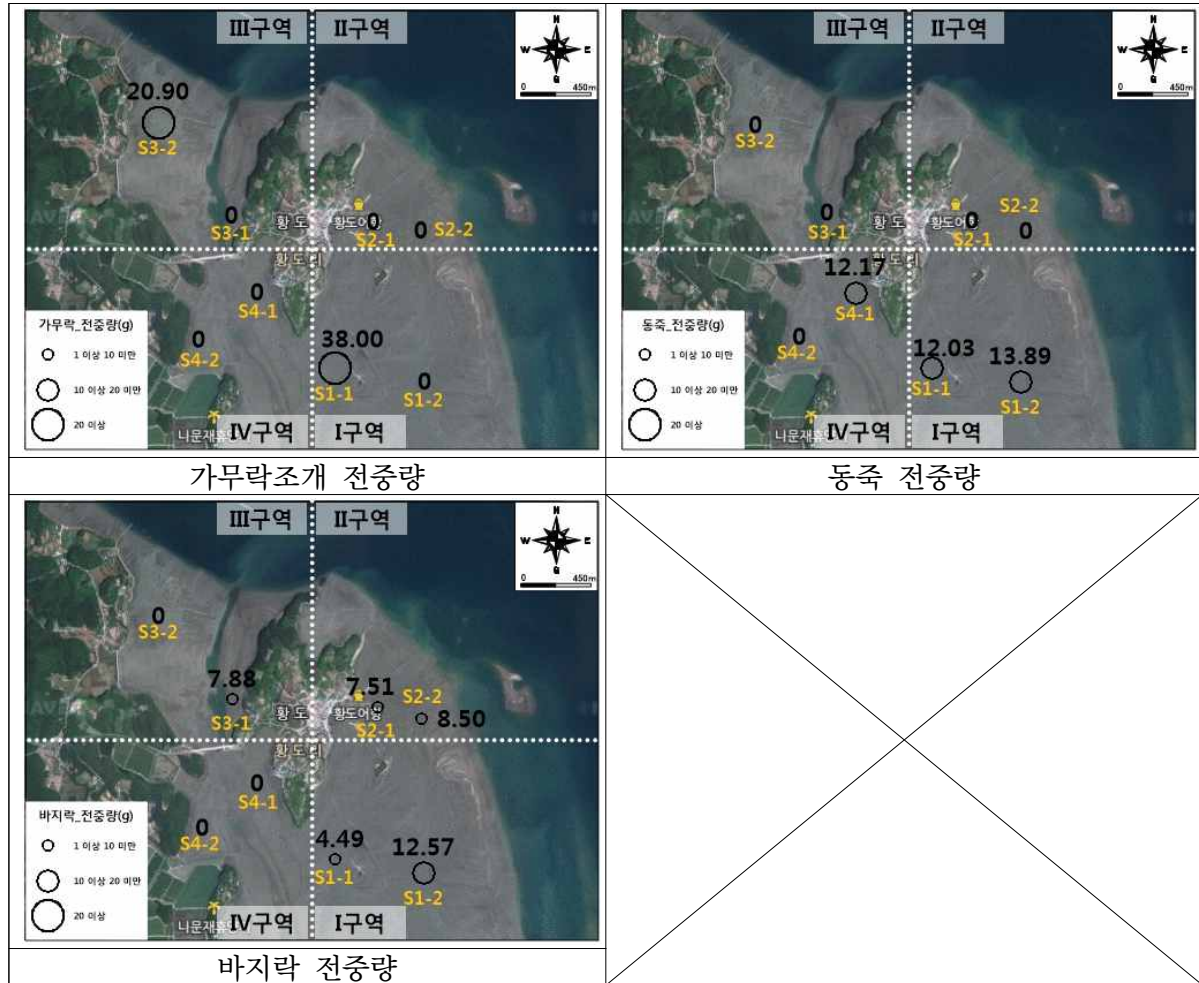 III구역 II구역
N
W E
S
0 450m
20.90
S3-2
0
S3-1
황도
황도어항
0
S2-1
0 S2-2
황도리
0
S4-1
0
S4-2
38.00
S1-1
0
S1-2
가무락_전중량(g)
1 이상 10 미만
10 이상 20 미만
20 이상
나문재휴
IV구역 I구역
가무락조개 전중량
III구역 II구역
N
W E
S
0 450m
0
S3-2
0
S3-1
황도
황도어항
0
S2-1
S2-2
0
12.17
S4-1
0
S4-2
12.03
S1-1
13.89
S1-2
동죽_전중량(g)
1 이상 10 미만
10 이상 20 미만
20 이상
나문재휴
IV구역 I구역
동죽 전중량
III구역 II구역
N
W E
S
0 450m
0
S3-2
7.88
S3-1
황도
황도어항
7.51
S2-1
S2-2
8.50
0
S4-1
0
S4-2
4.49
S1-1
12.57
S1-2
바지락_전중량(g)
1 이상 10 미만
10 이상 20 미만
20 이상
나문재휴
IV구역 I구역
바지락 전중량